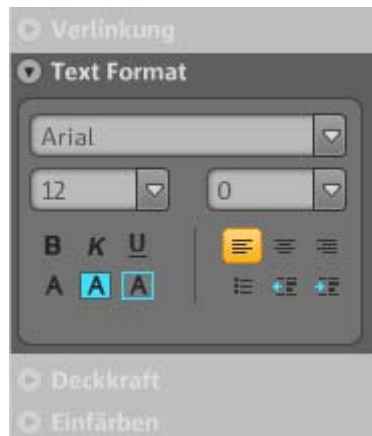 Verlinkung
Text Format
Arial
12 0
B K U
A A A
Deckkraft
Einfärben